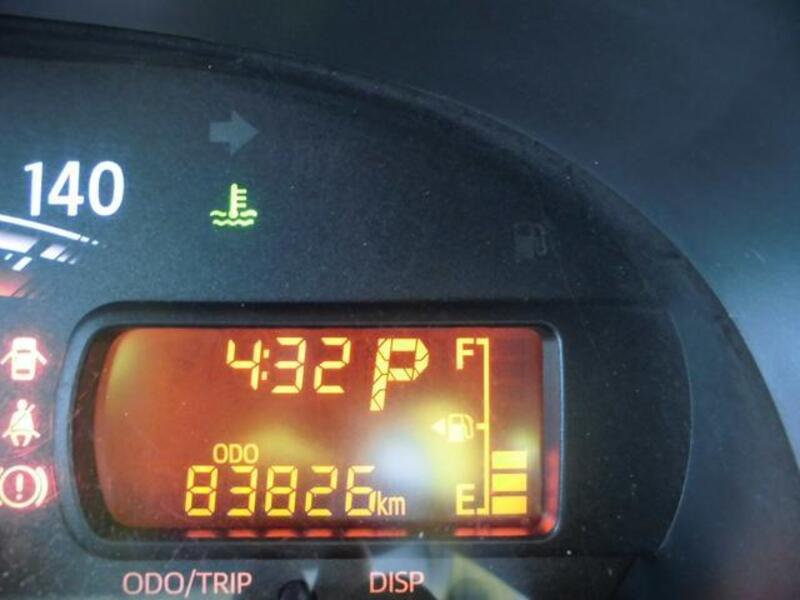 140
4:32 P F
ODO
83826km E
ODO/TRIP DISP